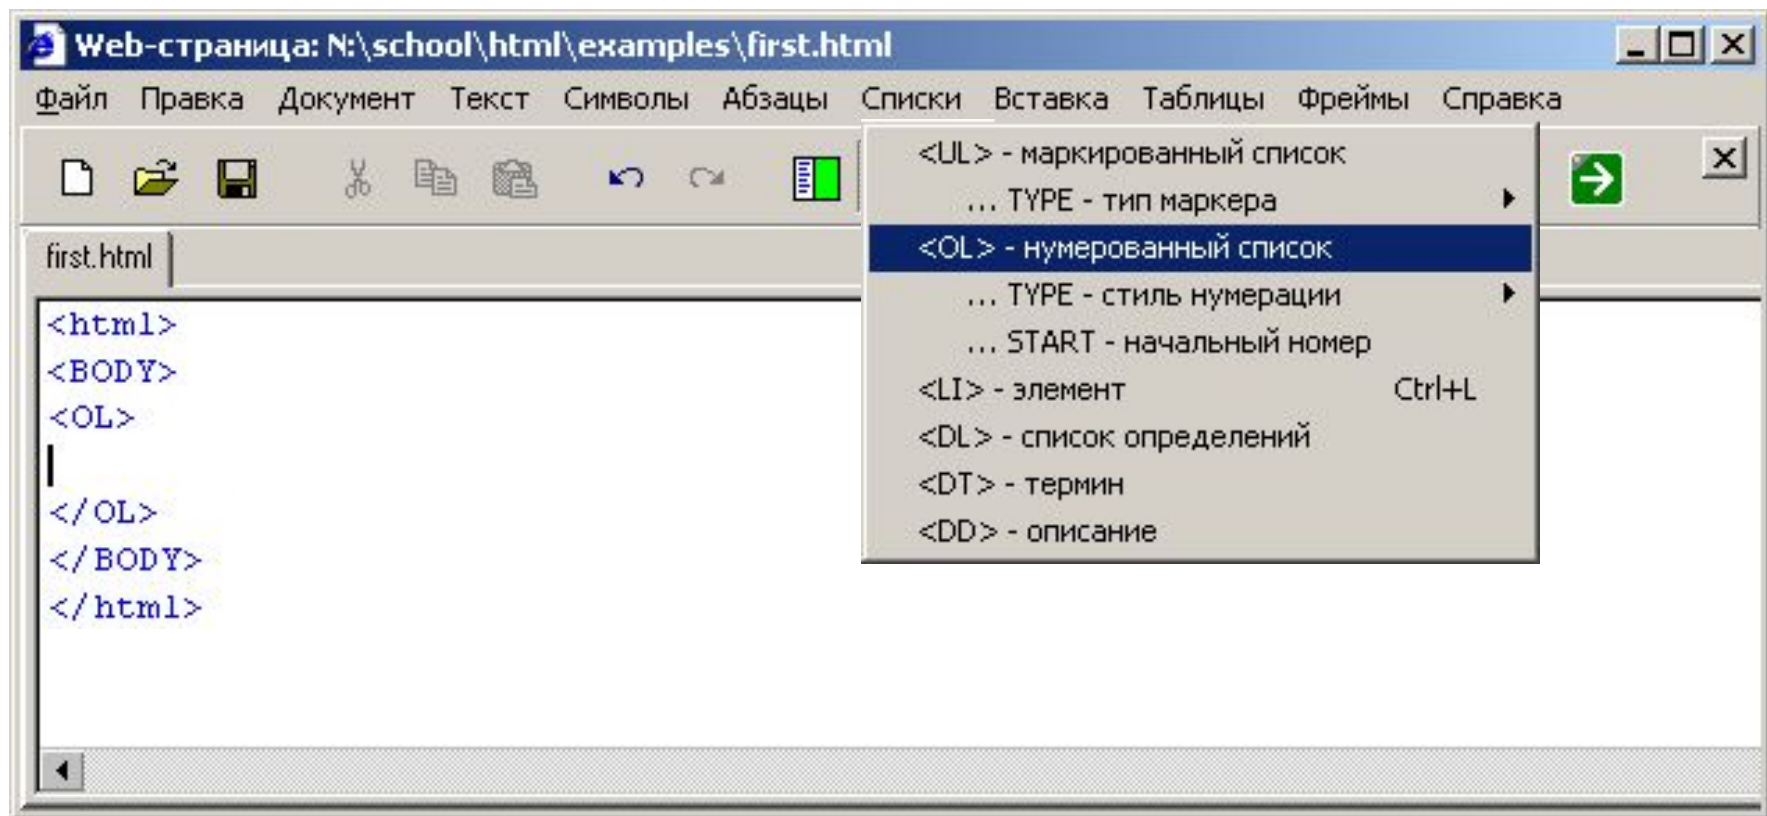 Web-страница: N:\school\html\examples\first.html
Файл Правка Документ Текст Символы Абзацы Списки Вставка Таблицы Фреймы Справка
<UL> - маркированный список
... TYPE - тип маркера
<OL> - нумерованный список
... TYPE - стиль нумерации
... START - начальный номер
<LI> - элемент Ctrl+L
<DL> - список определений
<DT> - термин
<DD> - описание
first.html
<html>
<BODY>
<OL>
</OL>
</BODY>
</html>